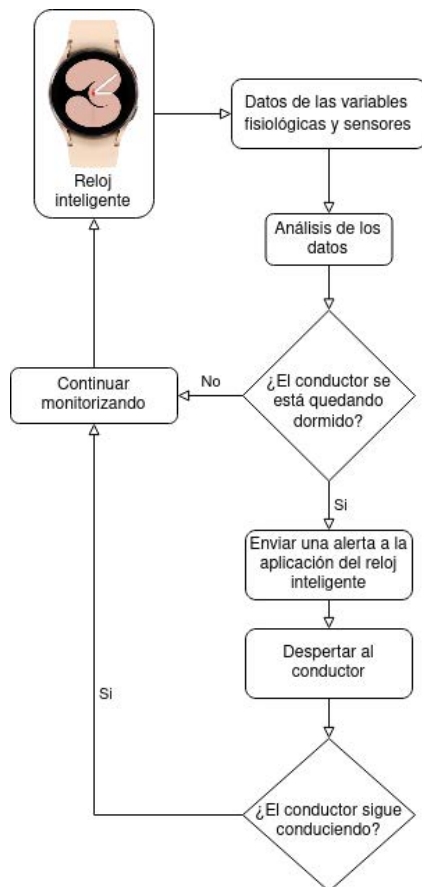 Reloj
inteligente
Datos de las variables
fisiológicas y sensores
Análisis de los
datos
¿El conductor se
está quedando
dormido?
No
Continuar
monitorizando
Si
Enviar una alerta a la
aplicación del reloj
inteligente
Despertar al
conductor
Si
¿El conductor sigue
conduciendo?